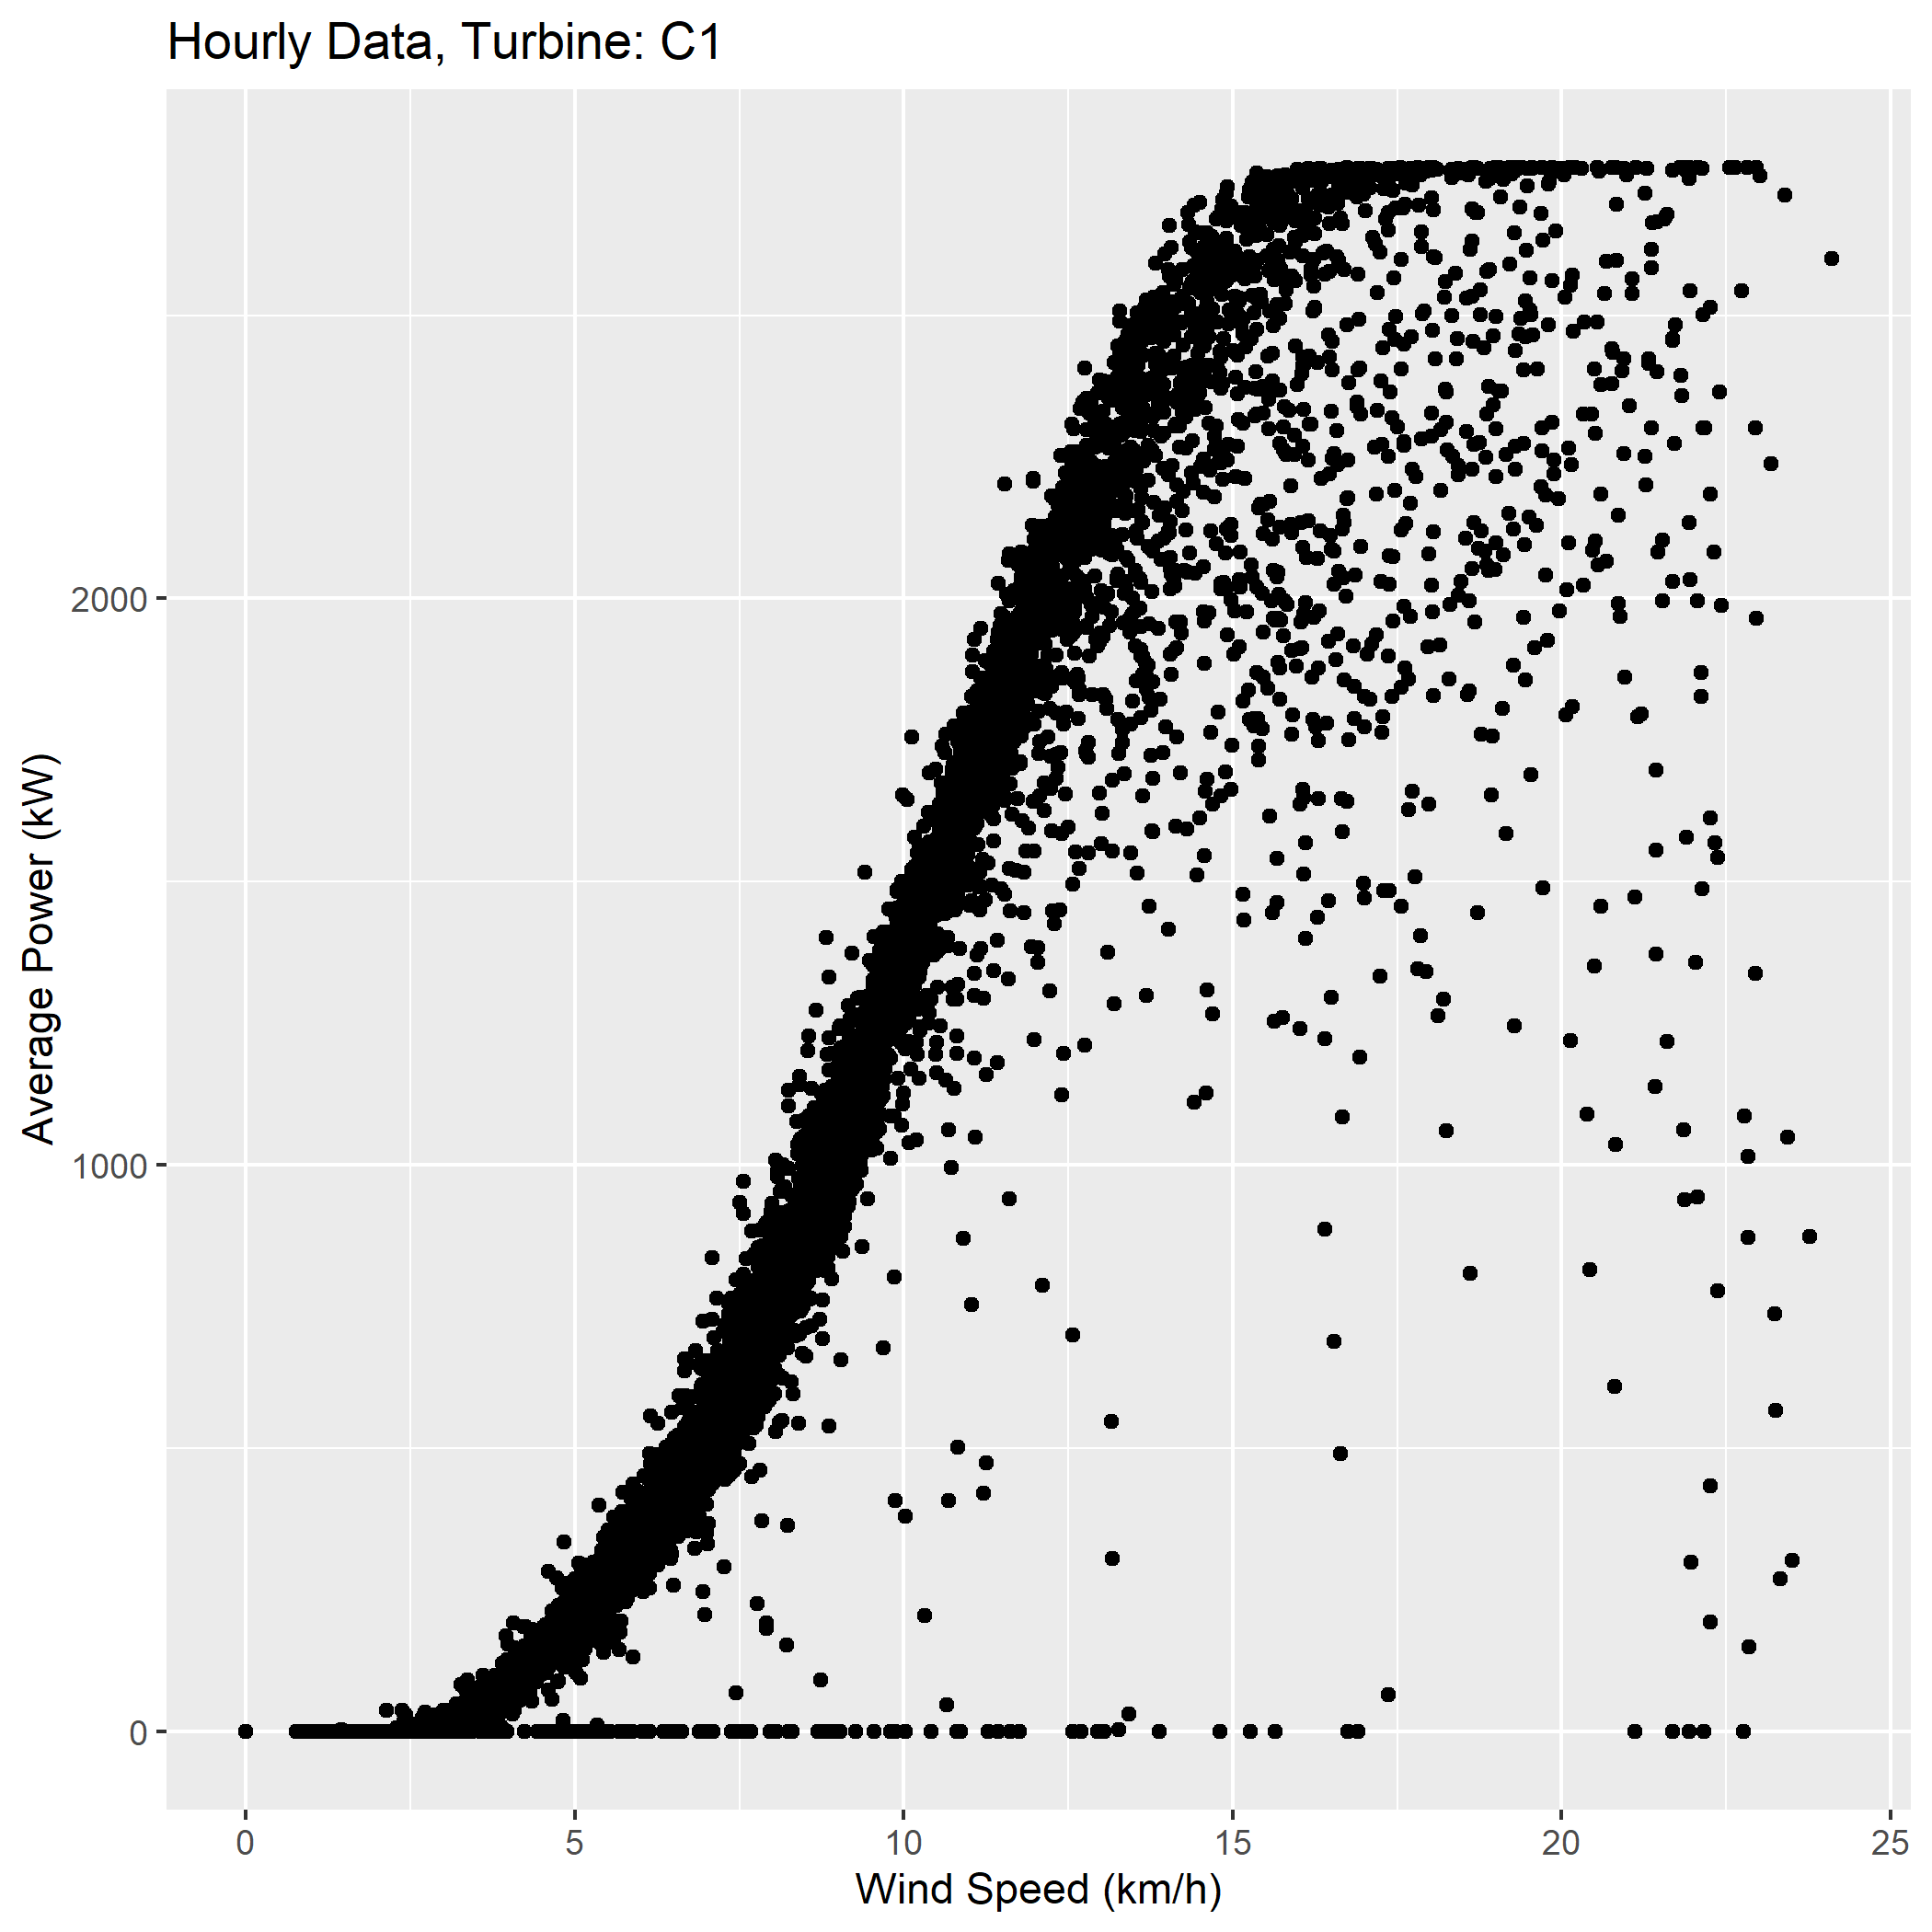 Hourly Data, Turbine: C1
Average Power (kW)
2000
1000
0
0 5 10 15 20 25
Wind Speed (km/h)